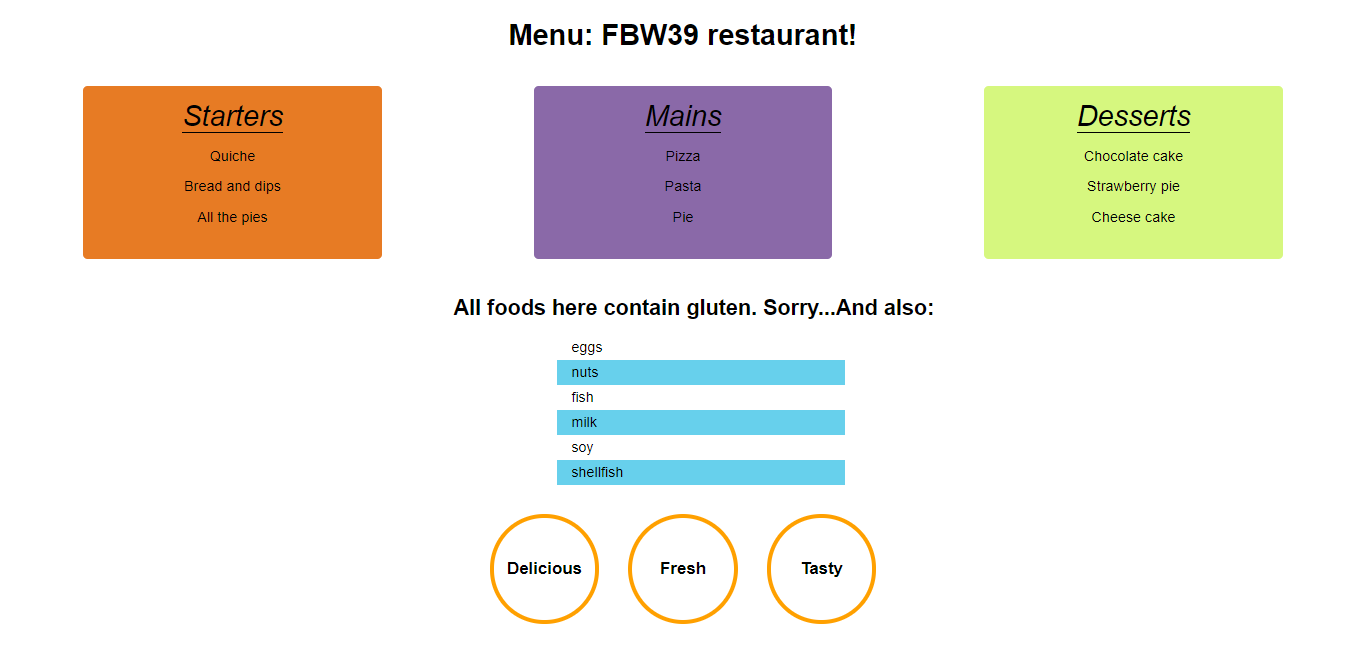 Menu: FBW39 restaurant!
Starters
Quiche
Bread and dips
All the pies
Mains
Pizza
Pasta
Pie
Desserts
Chocolate cake
Strawberry pie
Cheese cake
All foods here contain gluten. Sorry...And also:
eggs
nuts
fish
milk
soy
shellfish
Delicious
Fresh
Tasty